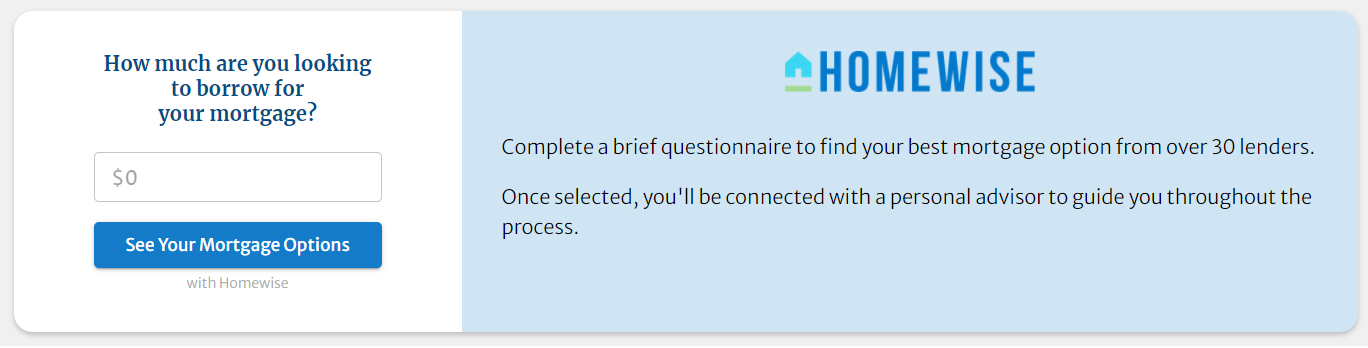 How much are you looking
to borrow for
your mortgage?
$0
See Your Mortgage Options
with Homewise
HOMEWISE
Complete a brief questionnaire to find your best mortgage option from over 30 lenders.
Once selected, you'll be connected with a personal advisor to guide you throughout the
process.